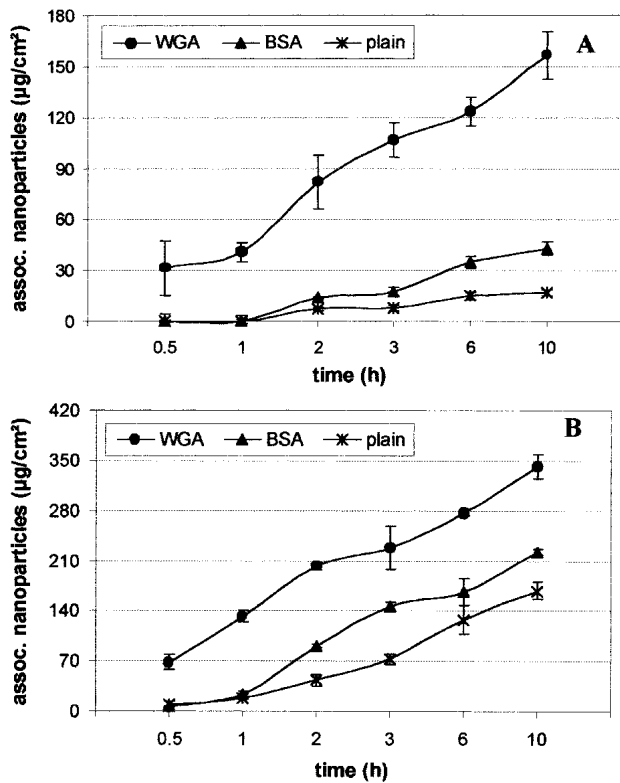 180
150
120
90
60
30
0
assoc. nanoparticles (µg/cm²)
WGA BSA plain
A
0.5 1 2 3 6 10
time (h)
420
350
280
210
140
70
0
assoc. nanoparticles (µg/cm²)
WGA BSA plain
B
0.5 1 2 3 6 10
time (h)